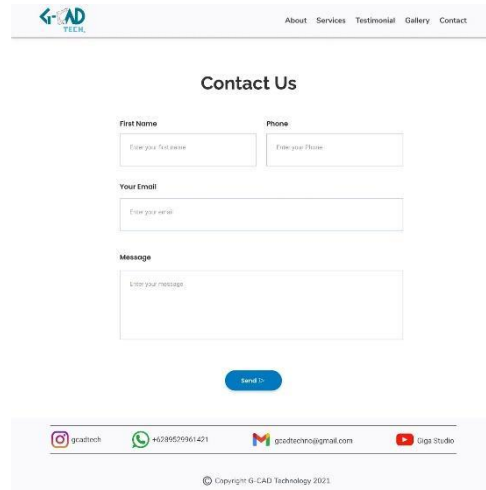 G-CAD
TECH
About Services Testimonial Gallery Contact
Contact Us
First Name Phone
Enter your first name Enter your Phone
Your Email
Enter your email
Message
Enter your message
Send
gcadtech +6289529961421 gcadtechno@gmail.com Giga Studio
© Copyright G-CAD Technology 2021